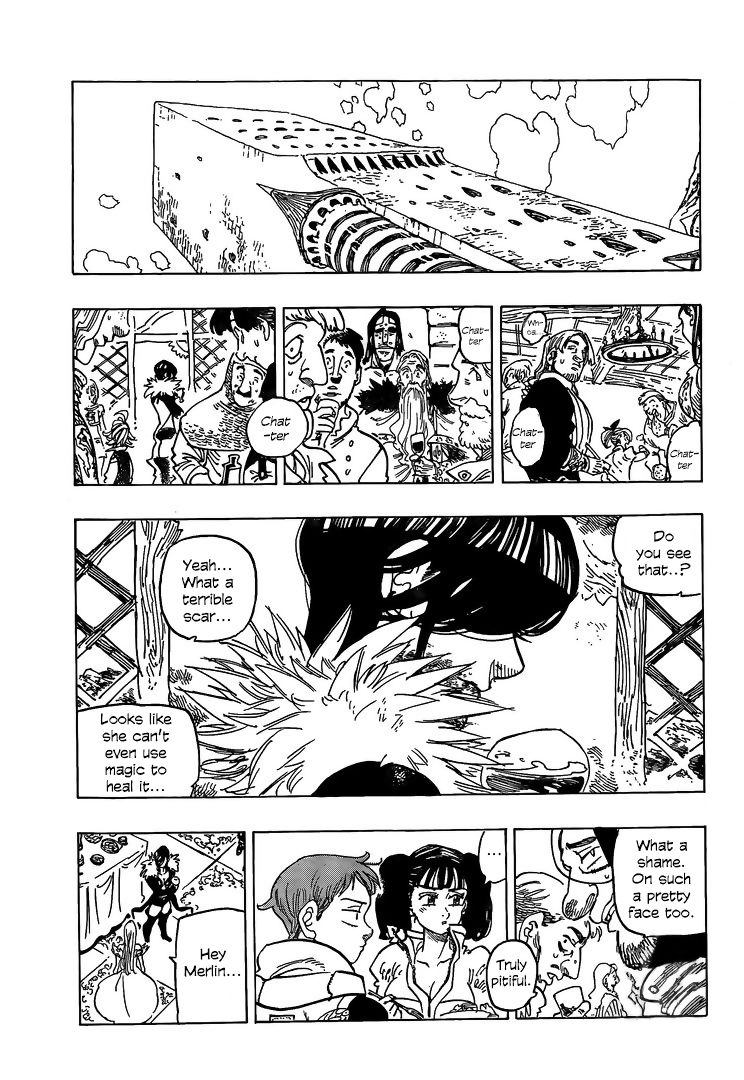 Wh-
oa...
Chat-
ter
Chat-
ter
Chat-
ter
Chat
-ter
Do
you see
that..?
Yeah...
What a
terrible
scar...
Looks like
she can't
even use
magic to
heal it...
What a
shame.
On such
a pretty
face too.
Truly
pitiful.
...
Hey
Merlin...